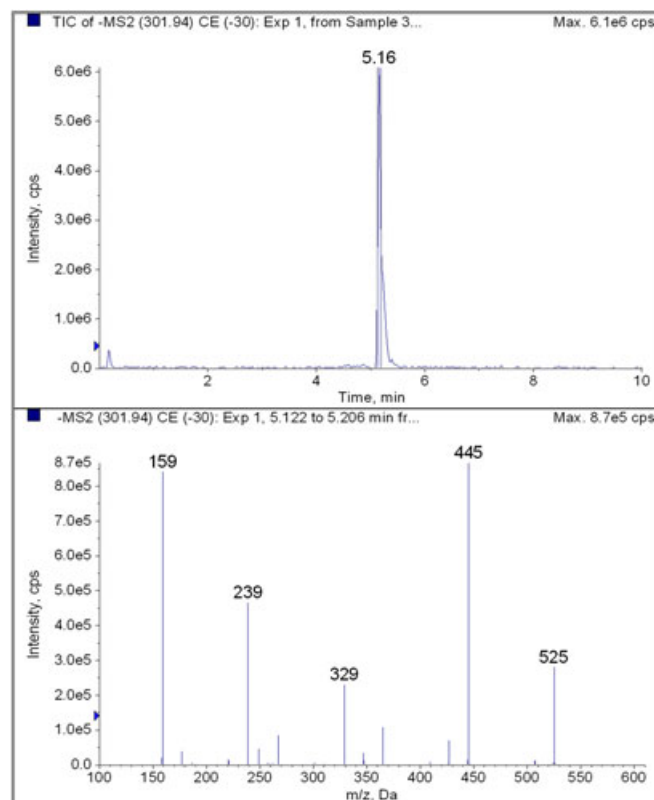 TIC of -MS2 (301.94) CE (-30): Exp 1, from Sample 3... Max. 6.1e6 cps
5.16
6.0e6
5.0e6
4.0e6
3.0e6
2.0e6
1.0e6
0.0
Intensity, cps
2 4 6 8 10
Time, min
-MS2 (301.94) CE (-30): Exp 1, 5.122 to 5.206 min fr... Max. 8.7e5 cps
8.7e5
8.0e5
7.0e5
6.0e5
5.0e5
4.0e5
3.0e5
2.0e5
1.0e5
0.0
Intensity, cps
159
239
329
445
525
100 150 200 250 300 350 400 450 500 550 600
m/z, Da